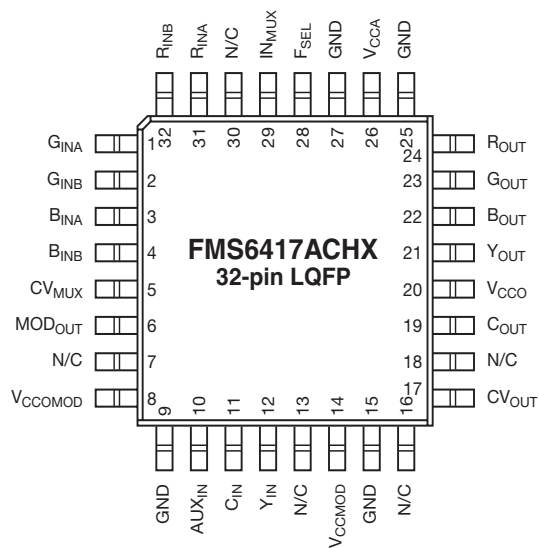 RINB
RINA
N/C
INMUX
FSEL
GND
VCCA
GND
32
31
30
29
28
27
26
25
GINA 1
GINB 2
BINA 3
BINB 4
CVMUX 5
MODOUT 6
N/C 7
VCCOMOD 8
FMS6417ACHX
32-pin LQFP
24 ROUT
23 GOUT
22 BOUT
21 YOUT
20 VCCO
19 COUT
18 N/C
17 CVOUT
9
10
11
12
13
14
15
16
GND
AUXIN
CIN
YIN
N/C
VCCMOD
GND
N/C